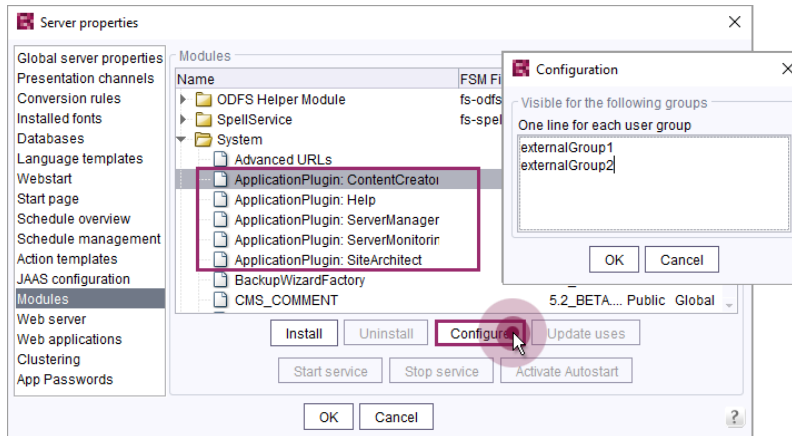 Server properties
Global server properties
Presentation channels
Conversion rules
Installed fonts
Databases
Language templates
Webstart
Start page
Schedule overview
Schedule management
Action templates
JAAS configuration
Modules
Web server
Web applications
Clustering
App Passwords
Modules
Name FSM Fi
ODFS Helper Module fs-odfs
SpellService fs-spel
System
Advanced URLs
ApplicationPlugin: ContentCreator
ApplicationPlugin: Help
ApplicationPlugin: ServerManager
ApplicationPlugin: ServerMonitorin
ApplicationPlugin: SiteArchitect
BackupWizardFactory
CMS_COMMENT 5.2_BETA.... Public Global
Install Uninstall Configure Update uses
Start service Stop service Activate Autostart
OK Cancel
?
Configuration
Visible for the following groups
One line for each user group
externalGroup1
externalGroup2
OK Cancel